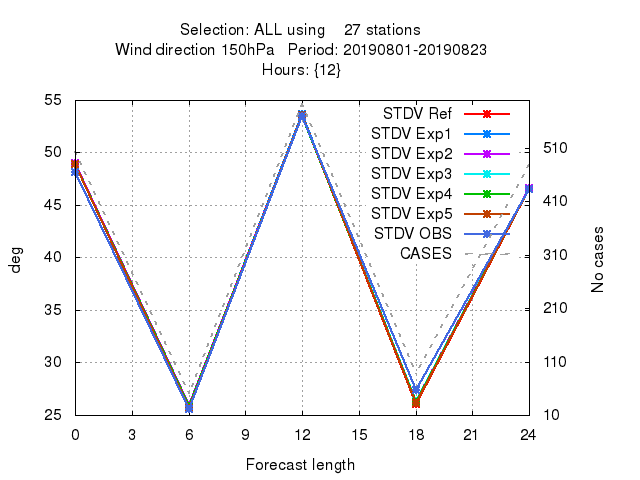 Selection: ALL using    27 stations
Wind direction 150hPa   Period: 20190801-20190823
Hours: {12}
STDV Ref
STDV Exp1
STDV Exp2
STDV Exp3
STDV Exp4
STDV Exp5
STDV OBS
CASES
55
50
45
40
35
30
25
deg
510
410
310
210
110
10
No cases
0 3 6 9 12 15 18 21 24
Forecast length